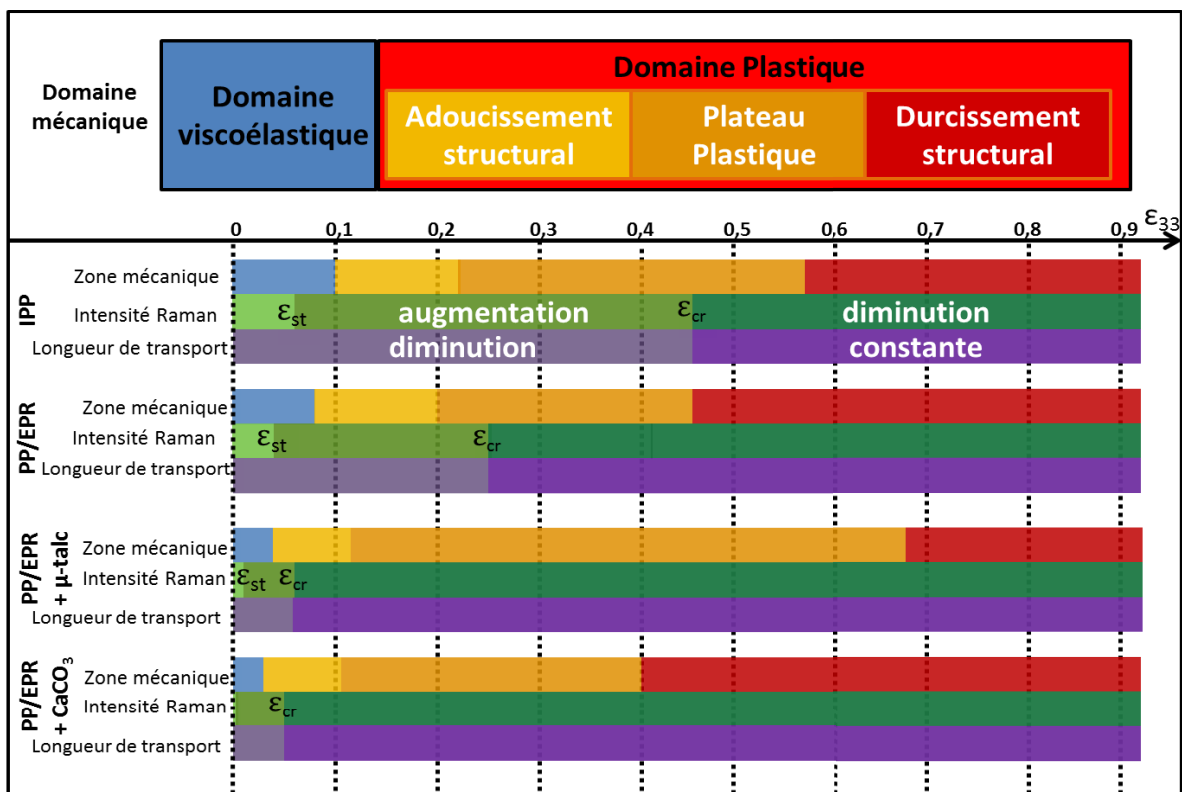 Domaine
mécanique
Domaine
viscoélastique
Domaine Plastique
Adoucissement
structural
Plateau
Plastique
Durcissement
structural
0 0,1 0,2 0,3 0,4 0,5 0,6 0,7 0,8 0,9 ε33
IPP
Zone mécanique
Intensité Raman εst augmentation εcr diminution
Longueur de transport diminution constante
PP/EPR
Zone mécanique
Intensité Raman εst εcr
Longueur de transport
PP/EPR
+ μ-talc
Zone mécanique
Intensité Raman εst εcr
Longueur de transport
PP/EPR
+ CaCO3
Zone mécanique
Intensité Raman εcr
Longueur de transport